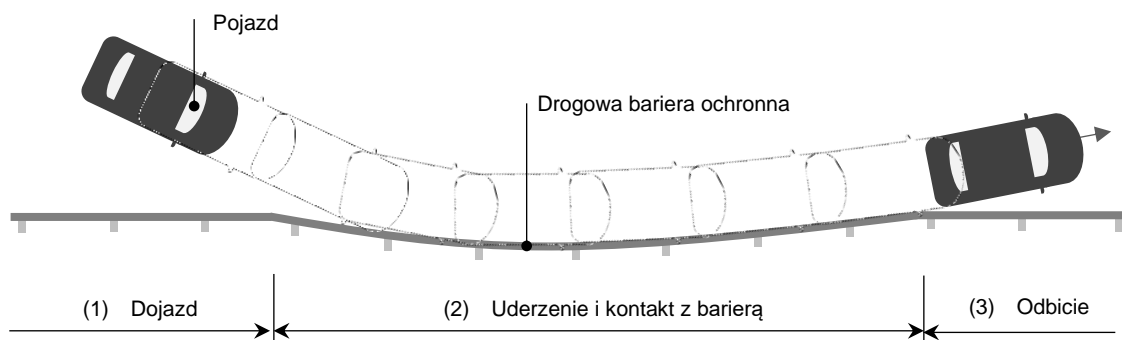 Pojazd
Drogowa bariera ochronna
(1) Dojazd
(2) Uderzenie i kontakt z barierą
(3) Odbicie